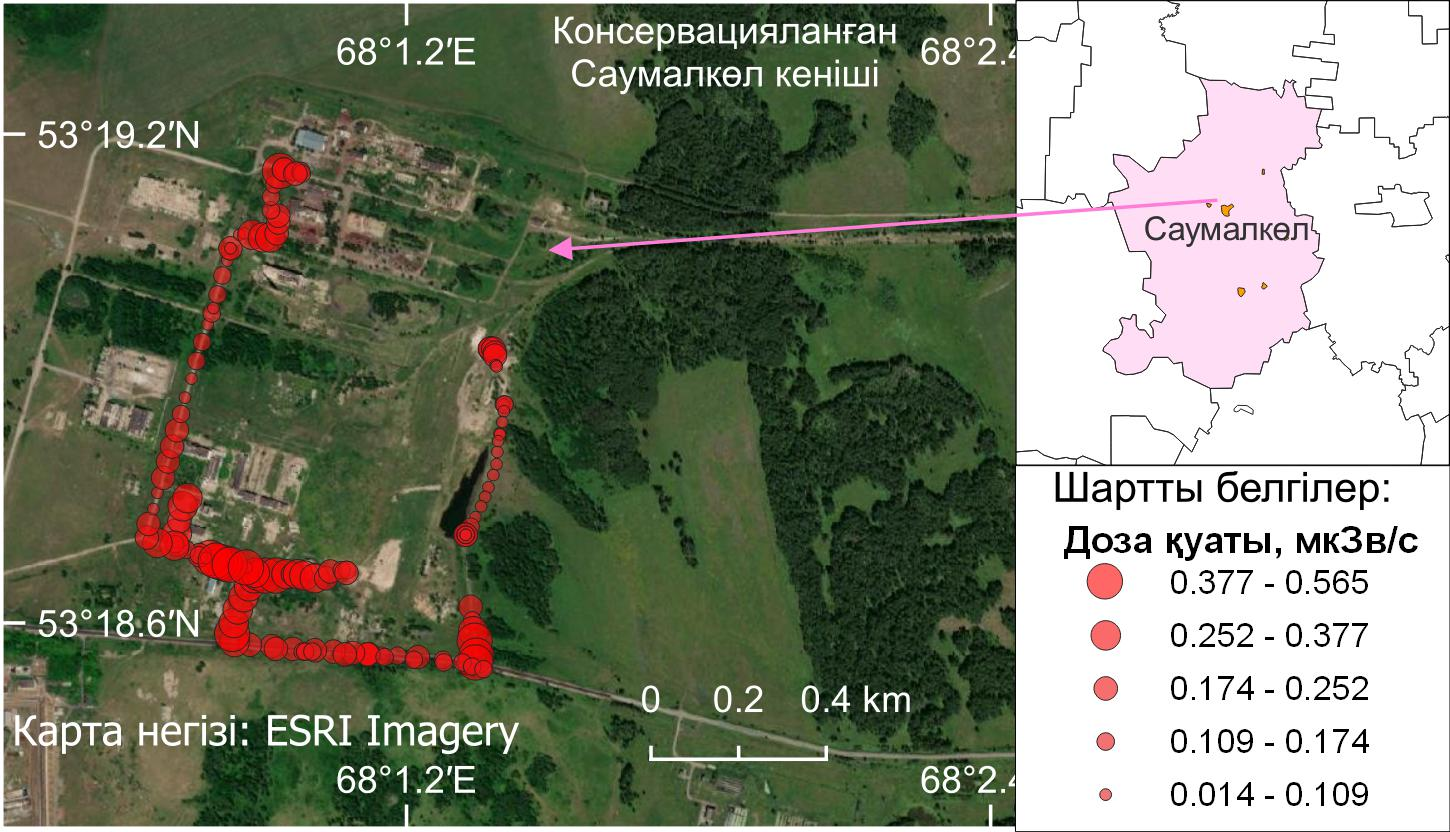 Консервацияланған
Саумалкөл кеніші
68°1.2′E
68°2.4
53°19.2′N
Саумалкөл
53°18.6′N
0 0.2 0.4 km
Карта негізі: ESRI Imagery
68°1.2′E
68°2.4
Шартты белгілер:
Доза қуаты, мкЗв/с
0.377 - 0.565
0.252 - 0.377
0.174 - 0.252
0.109 - 0.174
0.014 - 0.109